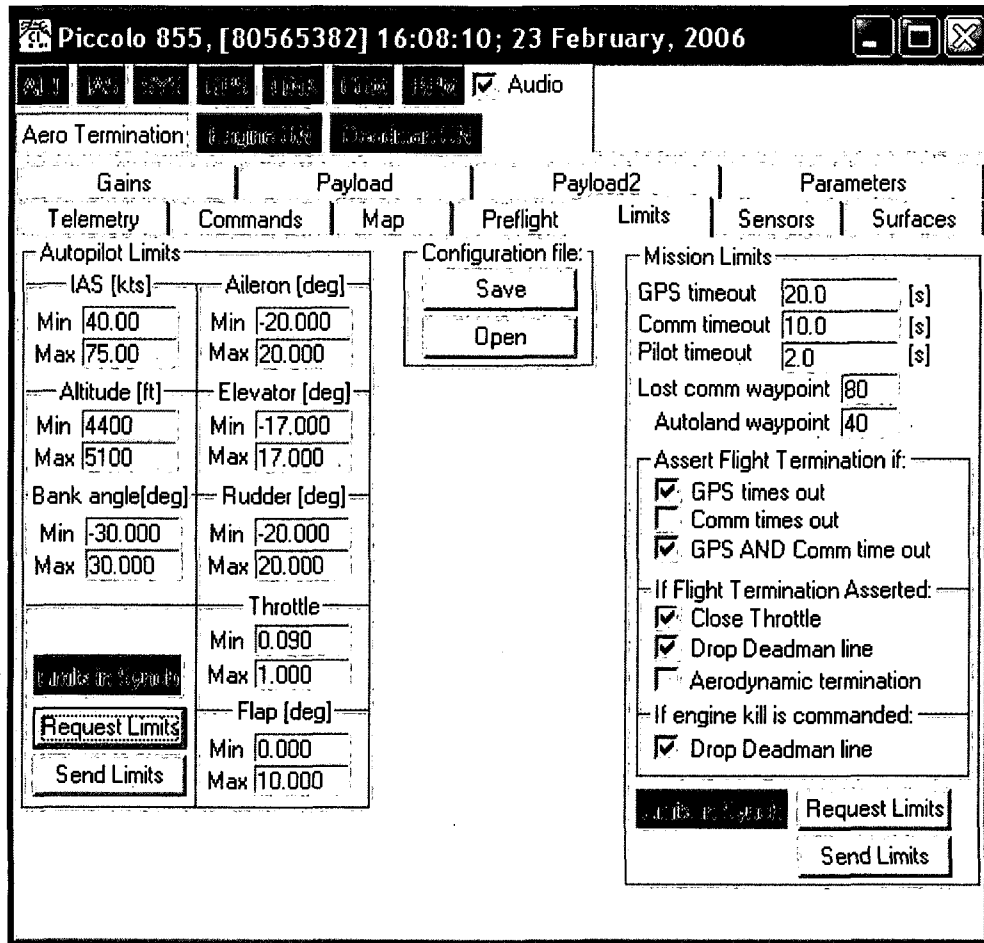 Piccolo 855, [80565382] 16:08:10; 23 February, 2006
Audio
Aero Termination
Gains Payload Payload2 Parameters
Telemetry Commands Map Preflight Limits Sensors Surfaces
Autopilot Limits
IAS [kts]
Min 40.00
Max 75.00
Altitude [ft]
Min 4400
Max 5100
Bank angle[deg]
Min -30.000
Max 30.000
Limits in Synch
Request Limits
Send Limits
Aileron [deg]
Min -20.000
Max 20.000
Elevator [deg]
Min -17.000
Max 17.000
Rudder [deg]
Min -20.000
Max 20.000
Throttle
Min 0.090
Max 1.000
Flap [deg]
Min 0.000
Max 10.000
Configuration file:
Save
Open
Mission Limits
GPS timeout 20.0 [s]
Comm timeout 10.0 [s]
Pilot timeout 2.0 [s]
Lost comm waypoint 80
Autoland waypoint 40
Assert Flight Termination if:
GPS times out
Comm times out
GPS AND Comm time out
If Flight Termination Asserted:
Close Throttle
Drop Deadman line
Aerodynamic termination
If engine kill is commanded:
Drop Deadman line
Limits in Synch
Request Limits
Send Limits